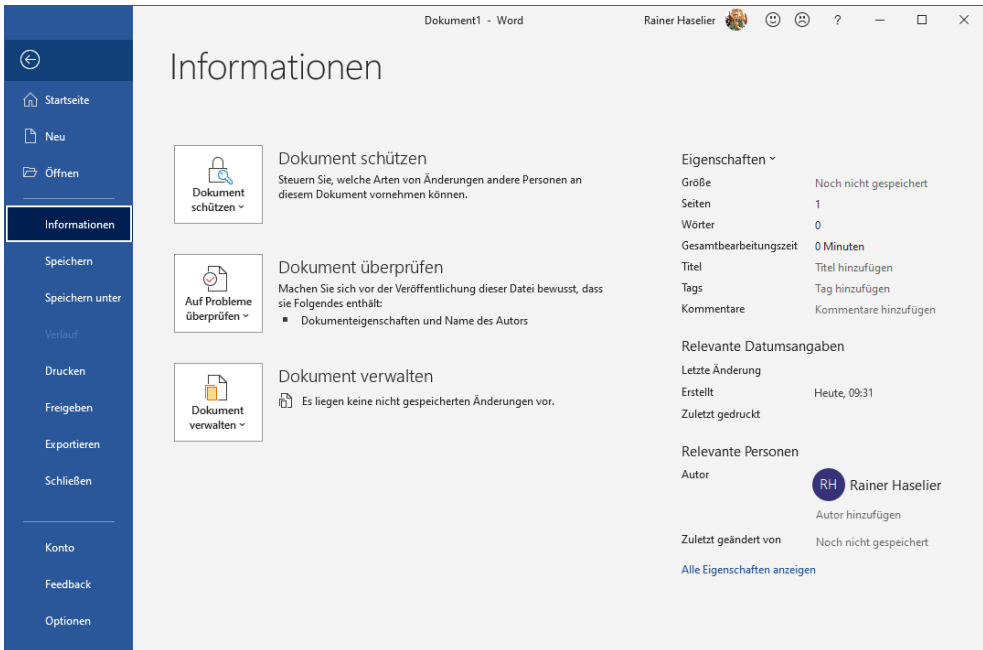 Dokument1 - Word
Rainer Haselier
?
Informationen
Startseite
Neu
Öffnen
Informationen
Speichern
Speichern unter
Verlauf
Drucken
Freigeben
Exportieren
Schließen
Konto
Feedback
Optionen
Dokument
schützen
Dokument schützen
Steuern Sie, welche Arten von Änderungen andere Personen an
diesem Dokument vornehmen können.
Auf Probleme
überprüfen
Dokument überprüfen
Machen Sie sich vor der Veröffentlichung dieser Datei bewusst, dass
sie Folgendes enthält:
▪ Dokumenteigenschaften und Name des Autors
Dokument
verwalten
Dokument verwalten
Es liegen keine nicht gespeicherten Änderungen vor.
Eigenschaften
Größe Noch nicht gespeichert
Seiten 1
Wörter 0
Gesamtbearbeitungszeit 0 Minuten
Titel Titel hinzufügen
Tags Tag hinzufügen
Kommentare Kommentare hinzufügen
Relevante Datumsangaben
Letzte Änderung
Erstellt Heute, 09:31
Zuletzt gedruckt
Relevante Personen
Autor
RH Rainer Haselier
Autor hinzufügen
Zuletzt geändert von Noch nicht gespeichert
Alle Eigenschaften anzeigen